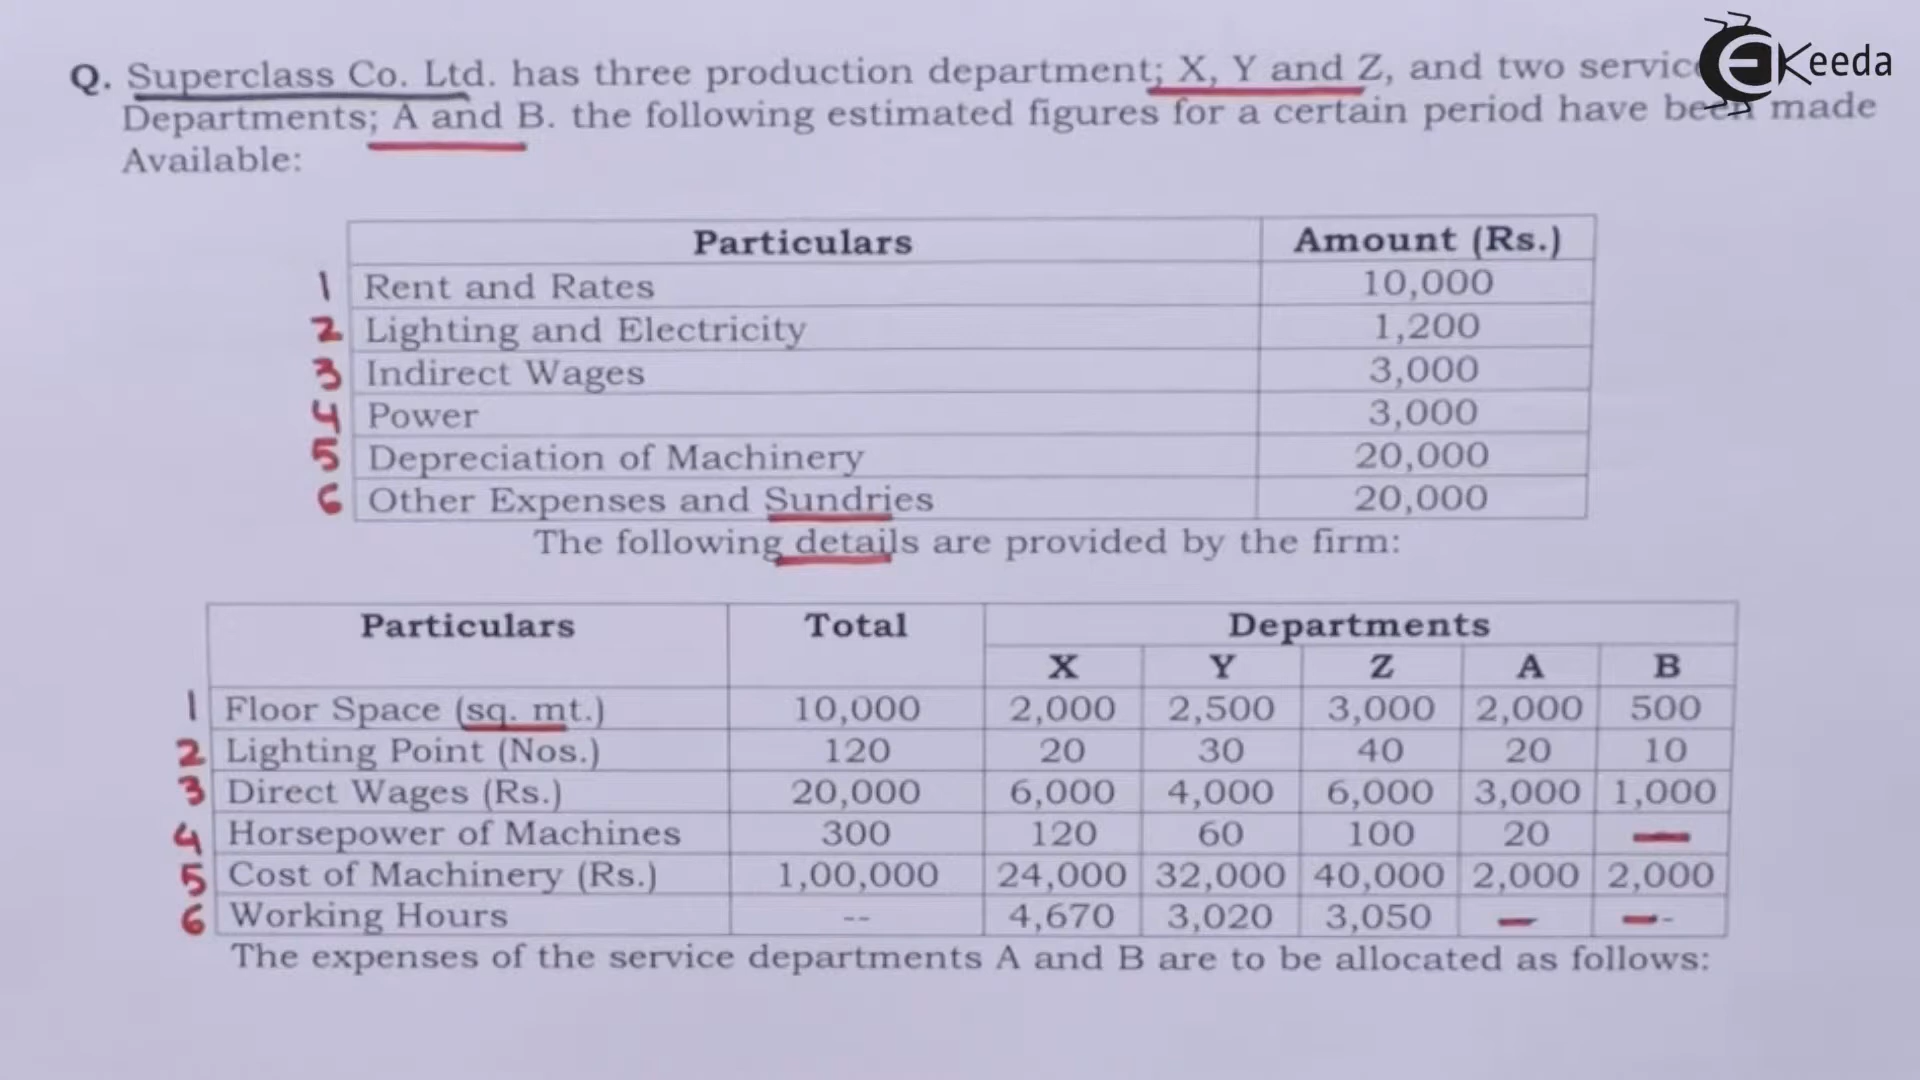 Q. Superclass Co. Ltd. has three production department; X, Y and Z, and two service
Keeda
Departments; A and B. the following estimated figures for a certain period have been made
Available:
Particulars Amount (Rs.)
1 Rent and Rates 10,000
2 Lighting and Electricity 1,200
3 Indirect Wages 3,000
4 Power 3,000
5 Depreciation of Machinery 20,000
6 Other Expenses and Sundries 20,000
The following details are provided by the firm:
Particulars Total Departments
X Y Z A B
1 Floor Space (sq. mt.) 10,000 2,000 2,500 3,000 2,000 500
2 Lighting Point (Nos.) 120 20 30 40 20 10
3 Direct Wages (Rs.) 20,000 6,000 4,000 6,000 3,000 1,000
4 Horsepower of Machines 300 120 60 100 20 —
5 Cost of Machinery (Rs.) 1,00,000 24,000 32,000 40,000 2,000 2,000
6 Working Hours -- 4,670 3,020 3,050 — --
The expenses of the service departments A and B are to be allocated as follows: